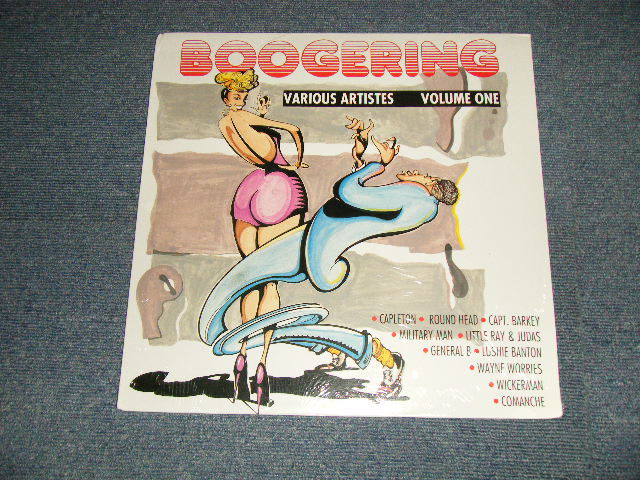 BOOGERING
VARIOUS ARTISTES VOLUME ONE
• CAPLETON • ROUND HEAD • CAPT. BARKEY
• MILITARY MAN • LITTLE RAY & JUDAS
• GENERAL B • LUSHIE BANTON
• WAYNE WORRIES
• WICKERMAN
• COMANCHE